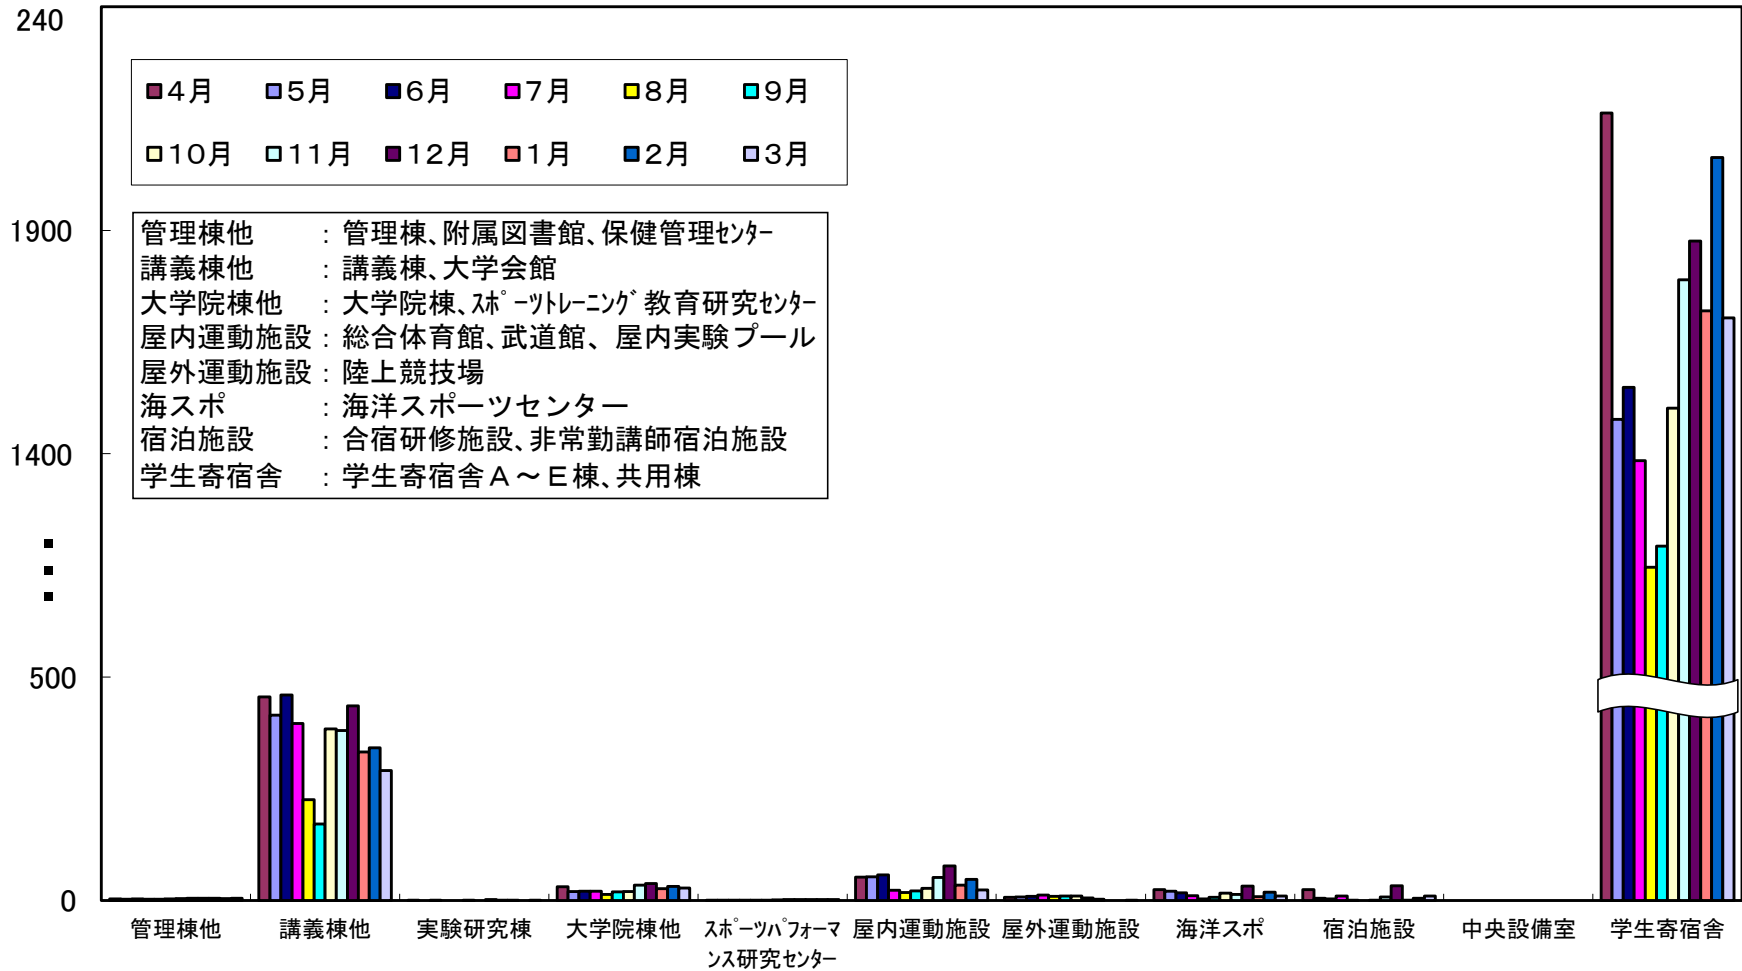 240
4月 5月 6月 7月 8月 9月
10月 11月 12月 1月 2月 3月
1900
管理棟他 : 管理棟、附属図書館、保健管理ｾﾝﾀｰ
講義棟他 : 講義棟、大学会館
大学院棟他 : 大学院棟、ｽﾎﾟｰﾂﾄﾚｰﾆﾝｸﾞ教育研究ｾﾝﾀｰ
屋内運動施設 : 総合体育館、武道館、 屋内実験プール
屋外運動施設 : 陸上競技場
海スポ : 海洋スポーツセンター
宿泊施設 : 合宿研修施設、非常勤講師宿泊施設
学生寄宿舎 : 学生寄宿舎Ａ～Ｅ棟、共用棟
1400
500
0
管理棟他 講義棟他 実験研究棟 大学院棟他 ｽﾎﾟｰﾂﾊﾟﾌｫｰﾏ 屋内運動施設 屋外運動施設 海洋スポ 宿泊施設 中央設備室 学生寄宿舎
ﾝｽ研究ｾﾝﾀｰ